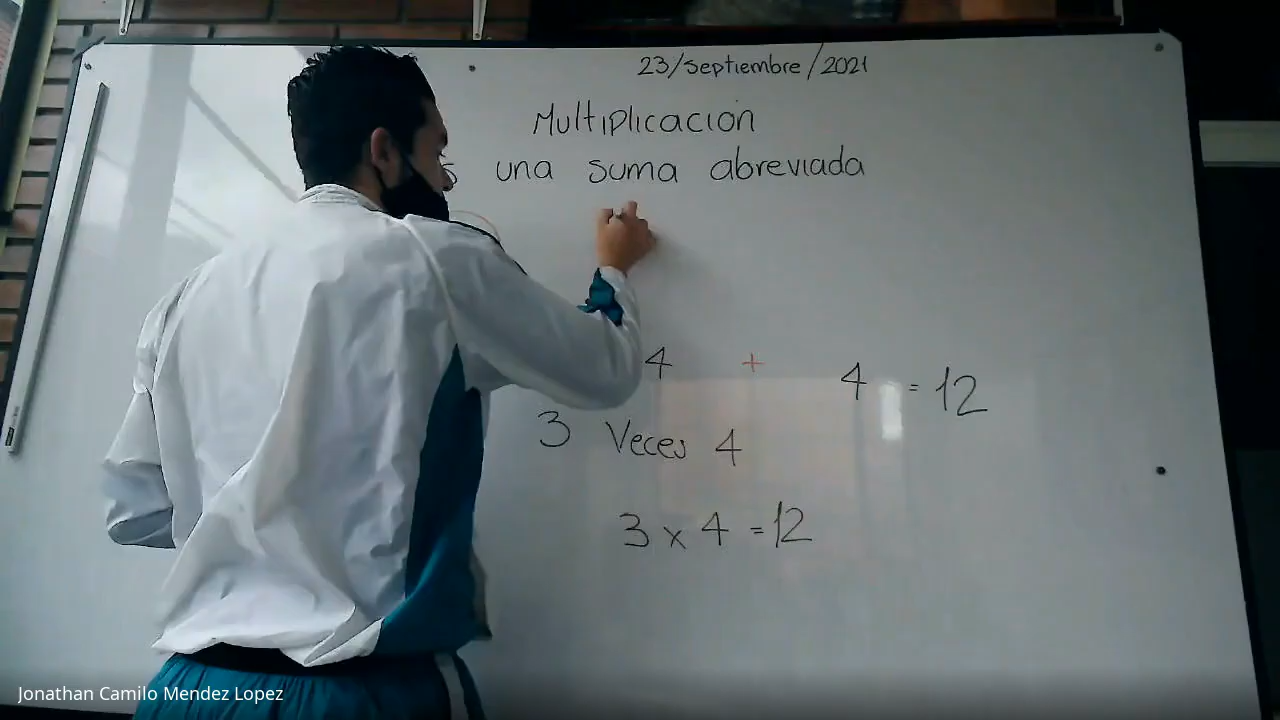 23/Septiembre/2021
Multiplicación
una suma abreviada
4 + 4 = 12
3 Veces 4
3 x 4 = 12
Jonathan Camilo Mendez Lopez